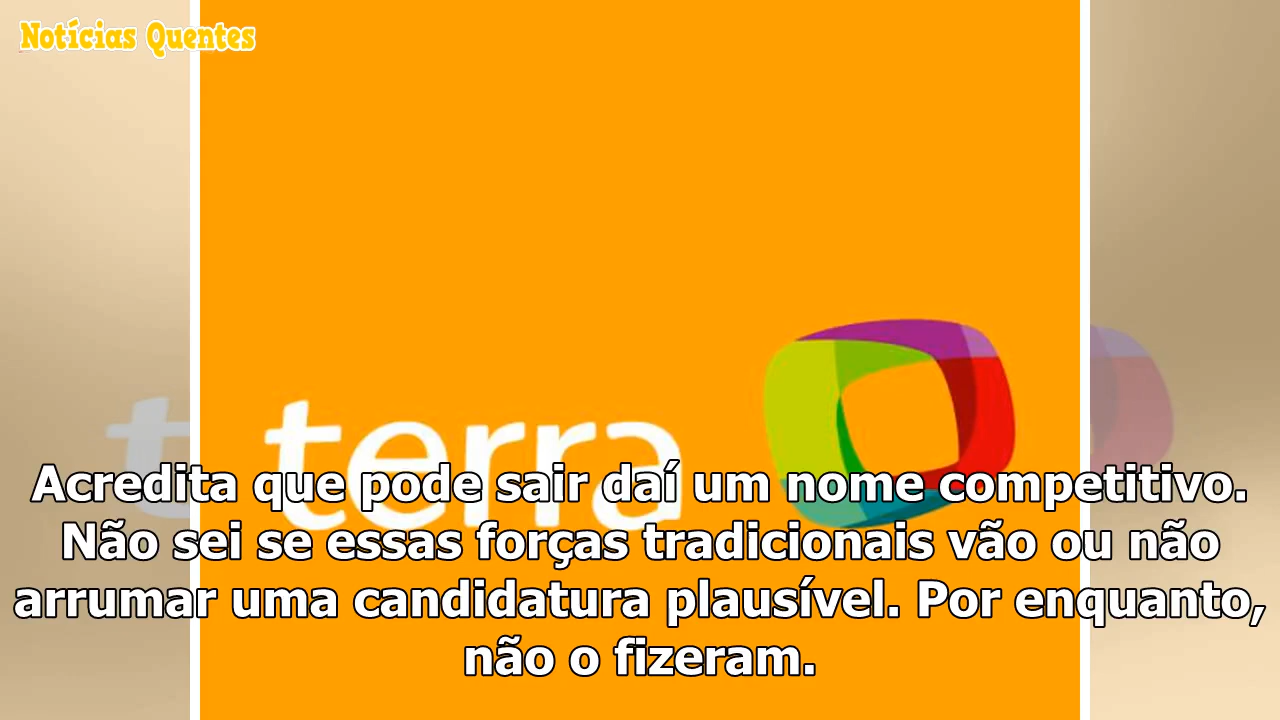 Notícias Quentes
t terra
Acredita que pode sair daí um nome competitivo.
Não sei se essas forças tradicionais vão ou não
arrumar uma candidatura plausível. Por enquanto,
não o fizeram.